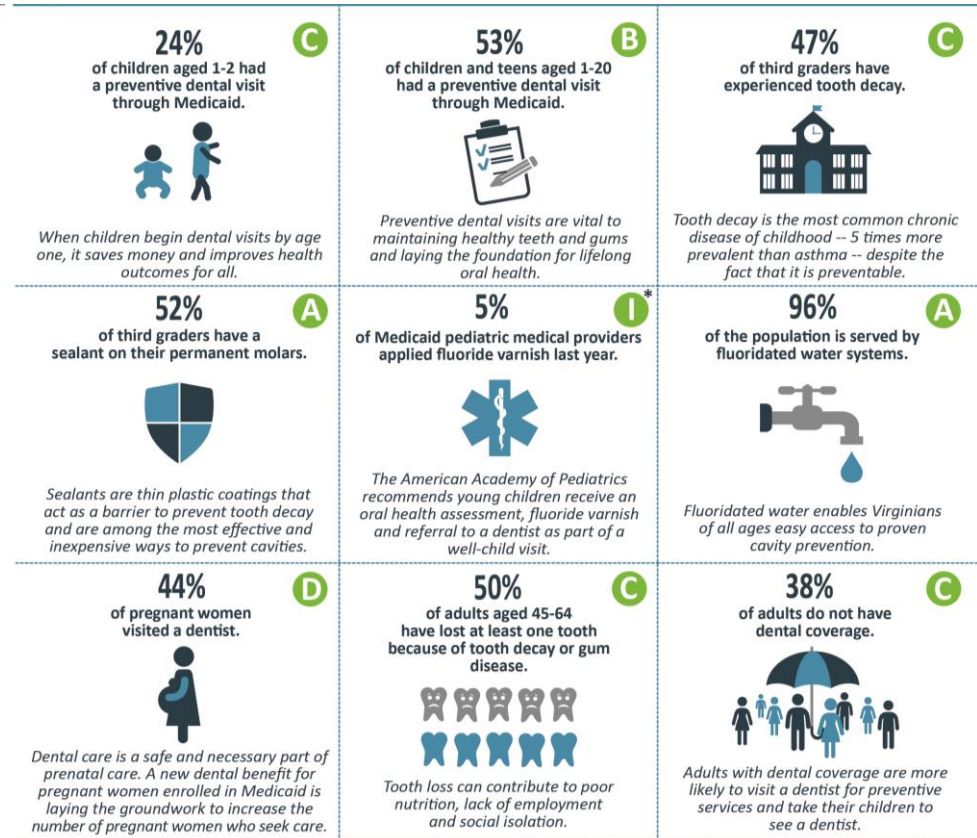 24%
C
of children aged 1-2 had
a preventive dental visit
through Medicaid.
When children begin dental visits by age
one, it saves money and improves health
outcomes for all.
53%
B
of children and teens aged 1-20
had a preventive dental visit
through Medicaid.
Preventive dental visits are vital to
maintaining healthy teeth and gums
and laying the foundation for lifelong
oral health.
47%
C
of third graders have
experienced tooth decay.
Tooth decay is the most common chronic
disease of childhood -- 5 times more
prevalent than asthma -- despite the
fact that it is preventable.
52%
A
of third graders have a
sealant on their permanent molars.
Sealants are thin plastic coatings that
act as a barrier to prevent tooth decay
and are among the most effective and
inexpensive ways to prevent cavities.
5%
I*
of Medicaid pediatric medical providers
applied fluoride varnish last year.
The American Academy of Pediatrics
recommends young children receive an
oral health assessment, fluoride varnish
and referral to a dentist as part of a
well-child visit.
96%
A
of the population is served by
fluoridated water systems.
Fluoridated water enables Virginians
of all ages easy access to proven
cavity prevention.
44%
D
of pregnant women
visited a dentist.
Dental care is a safe and necessary part of
prenatal care. A new dental benefit for
pregnant women enrolled in Medicaid is
laying the groundwork to increase the
number of pregnant women who seek care.
50%
C
of adults aged 45-64
have lost at least one tooth
because of tooth decay or gum
disease.
Tooth loss can contribute to poor
nutrition, lack of employment
and social isolation.
38%
C
of adults do not have
dental coverage.
Adults with dental coverage are more
likely to visit a dentist for preventive
services and take their children to
see a dentist.